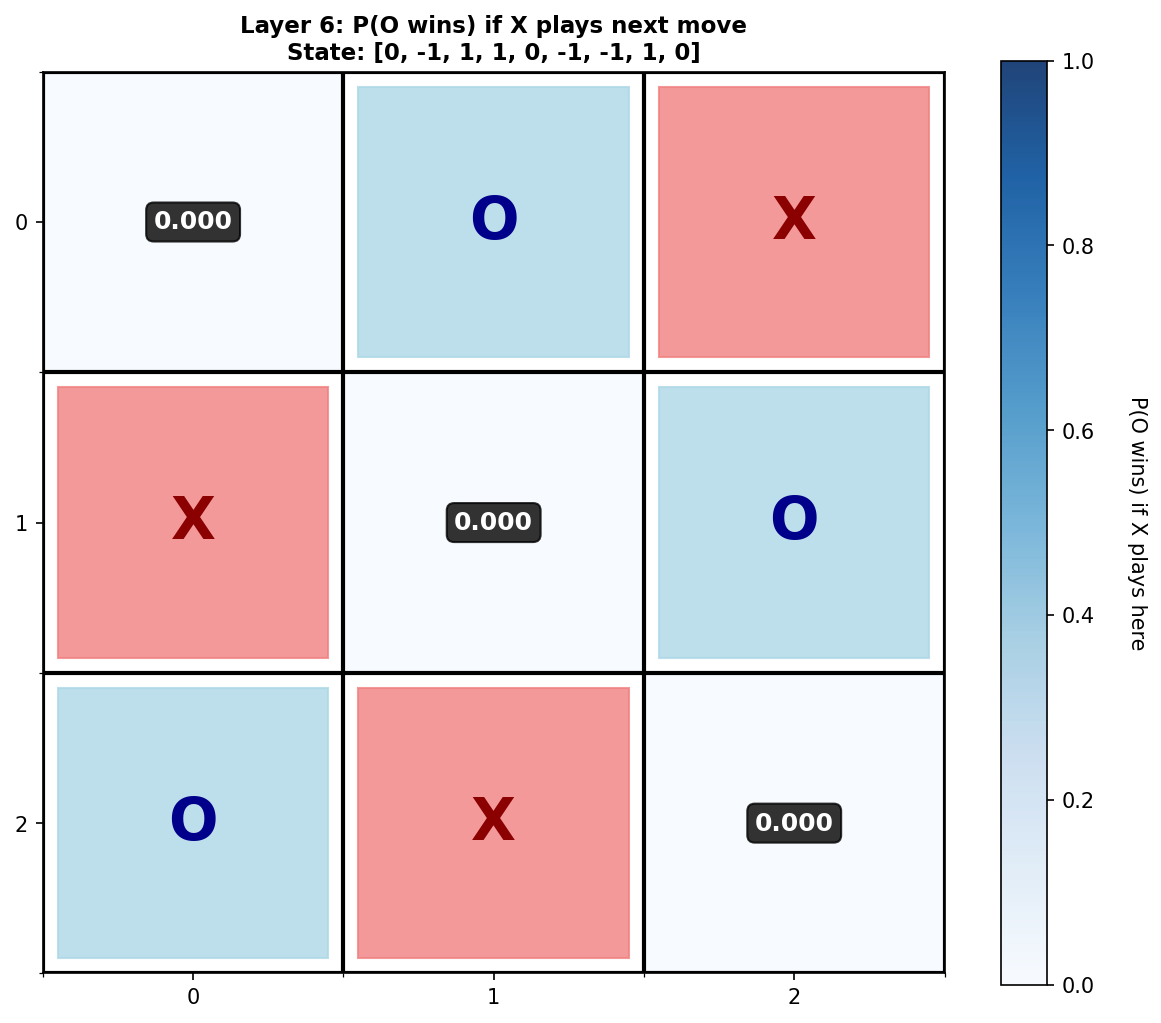 Layer 6: P(O wins) if X plays next move
State: [0, -1, 1, 1, 0, -1, -1, 1, 0]
0
0.000
O
X
1
X
0.000
O
2
O
X
0.000
0
1
2
1.0
0.8
0.6
0.4
0.2
0.0
P(O wins) if X plays here